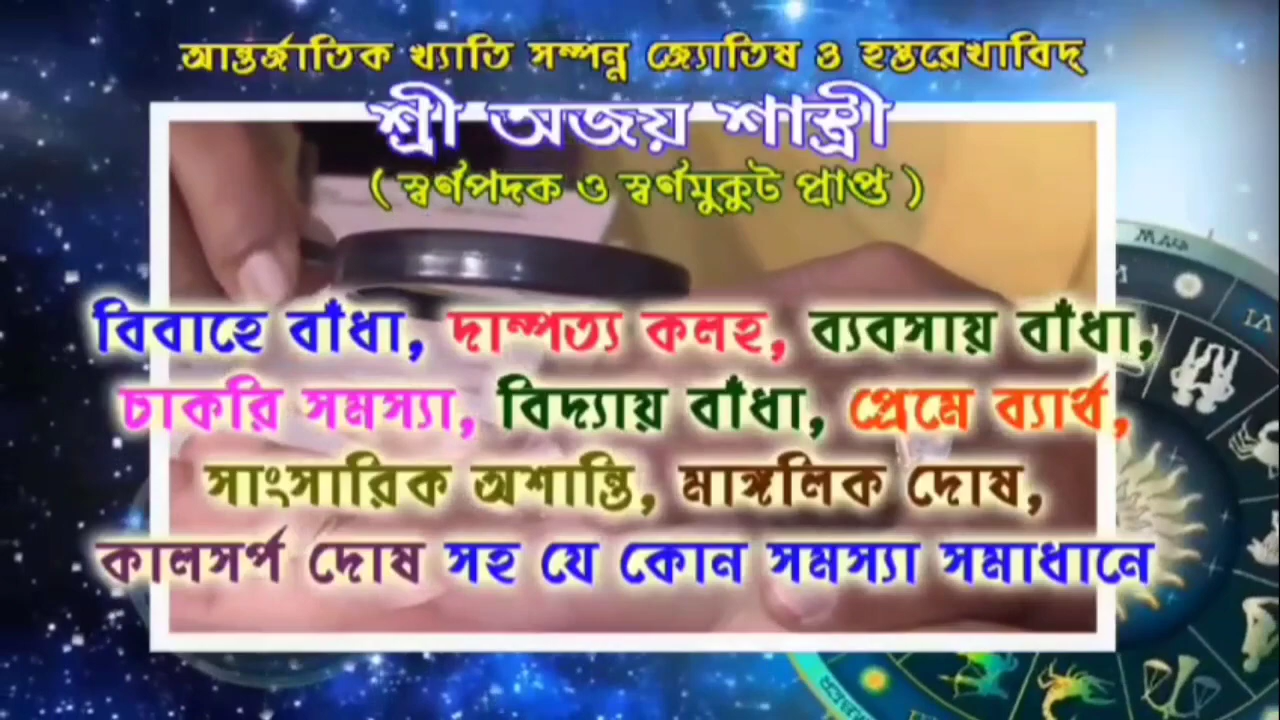 আন্তর্জাতিক খ্যাতি সম্পন্ন জ্যোতিষ ও হস্তরেখাবিদ্
শ্রী অজয় শাস্ত্রী
( স্বর্ণপদক ও স্বর্ণমুকুট প্রাপ্ত )
বিবাহে বাঁধা, দাম্পত্য কলহ, ব্যবসায় বাঁধা,
চাকরি সমস্যা, বিদ্যায় বাঁধা, প্রেমে ব্যার্থ,
সাংসারিক অশান্তি, মাঙ্গলিক দোষ,
কালসর্প দোষ সহ যে কোন সমস্যা সমাধানে